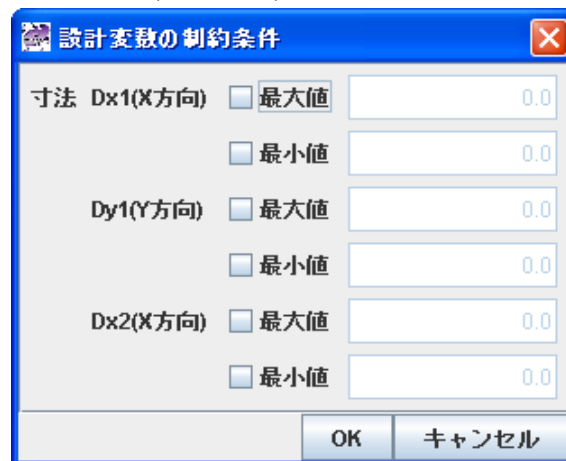 設計変数の制約条件
寸法 Dx1(X方向) 最大値 0.0
最小値 0.0
Dy1(Y方向) 最大値 0.0
最小値 0.0
Dx2(X方向) 最大値 0.0
最小値 0.0
OK キャンセル